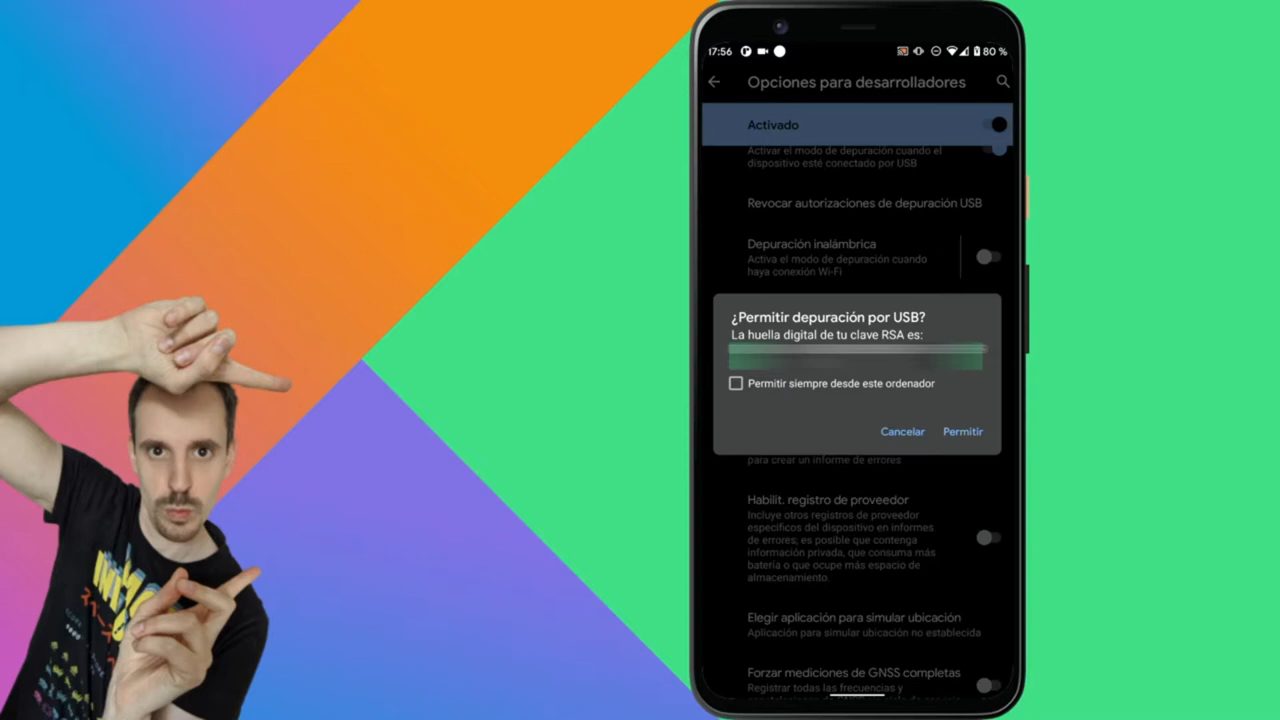 17:56
80 %
Opciones para desarrolladores
Activado
Activar el modo de depuración cuando el
dispositivo esté conectado por USB
Revocar autorizaciones de depuración USB
Depuración inalámbrica
Activa el modo de depuración cuando
haya conexión Wi-Fi
¿Permitir depuración por USB?
La huella digital de tu clave RSA es:
Permitir siempre desde este ordenador
Cancelar Permitir
para crear un informe de errores
Habilit. registro de proveedor
Incluye otros registros de proveedor
específicos del dispositivo en informes
de errores; es posible que contenga
información privada, que consuma más
batería o que ocupe más espacio de
almacenamiento.
Elegir aplicación para simular ubicación
Aplicación para simular ubicación no establecida
Forzar mediciones de GNSS completas
Registrar todas las frecuencias y